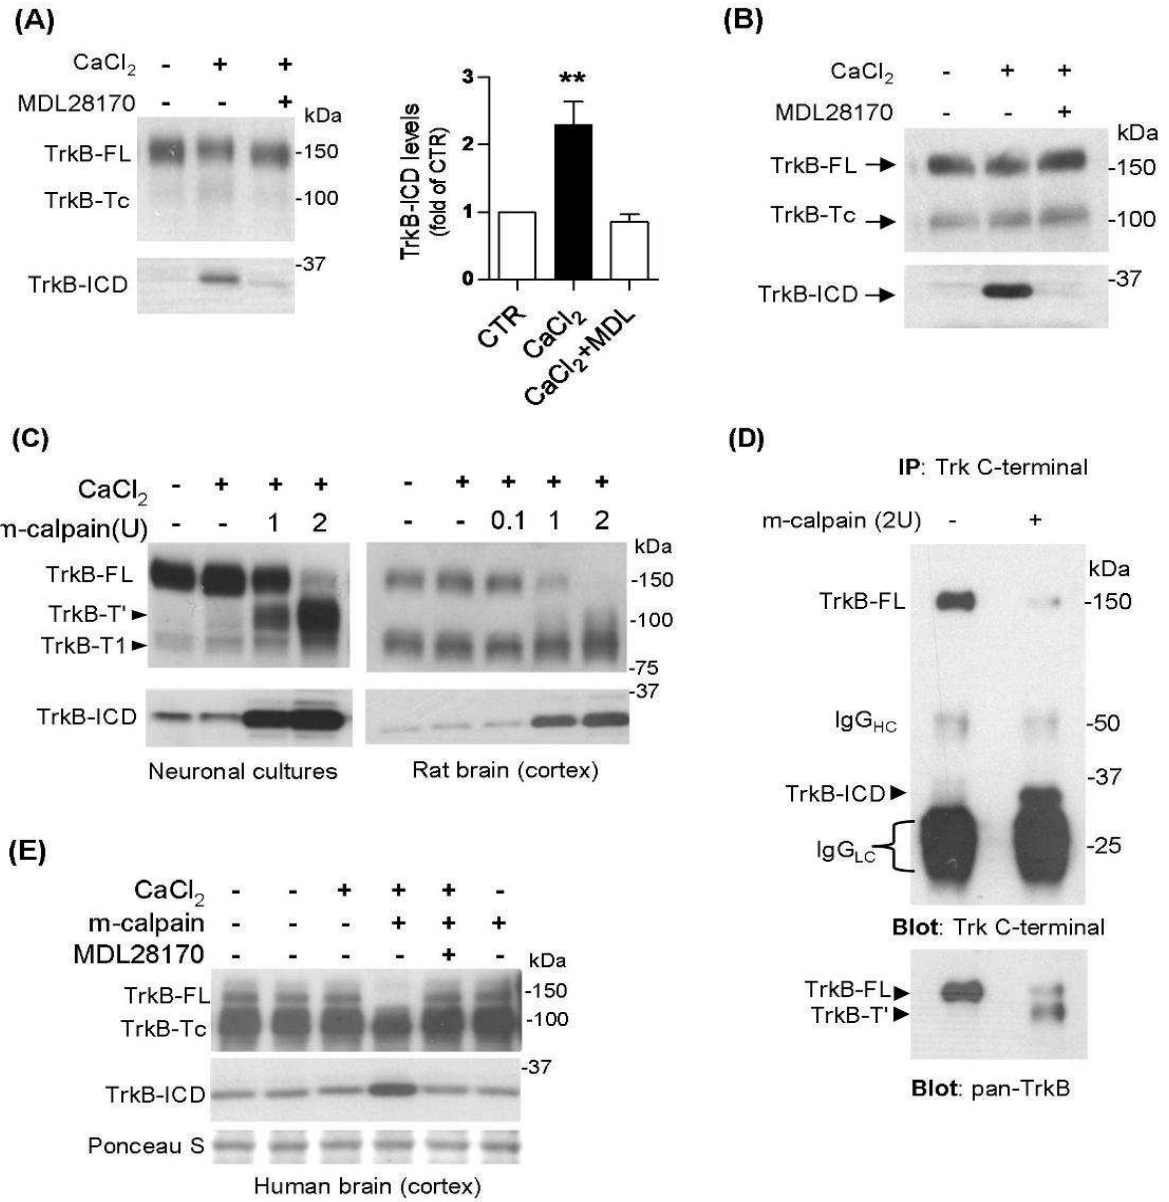 (A)
CaCl2 - + +
MDL28170 - - +
kDa
TrkB-FL -150
TrkB-Tc -100
-37
TrkB-ICD
TrkB-ICD levels
(fold of CTR)
3
2
1
0
**
CTR
CaCl2
CaCl2+MDL
(B)
CaCl2 - + +
MDL28170 - - +
kDa
TrkB-FL -150
TrkB-Tc -100
-37
TrkB-ICD
(C)
CaCl2 - + + + - + + + +
m-calpain(U) - - 1 2 - - 0.1 1 2
kDa
TrkB-FL -150
TrkB-T' -100
TrkB-T1
-75
-37
TrkB-ICD
Neuronal cultures Rat brain (cortex)
(D)
IP: Trk C-terminal
m-calpain (2U) - +
kDa
TrkB-FL -150
IgGHC -50
-37
TrkB-ICD
IgGLC -25
Blot: Trk C-terminal
TrkB-FL
TrkB-T'
Blot: pan-TrkB
(E)
CaCl2 - - + + + -
m-calpain - - - + + +
MDL28170 - - - - + -
kDa
TrkB-FL -150
TrkB-Tc -100
-37
TrkB-ICD
Ponceau S
Human brain (cortex)